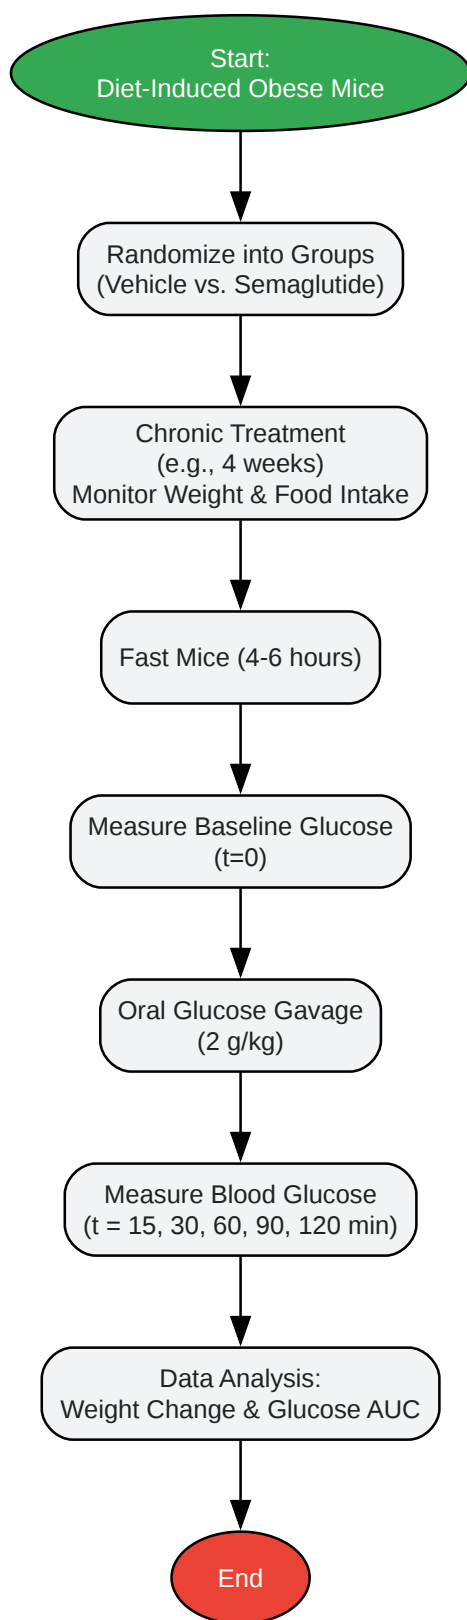 Start:
Diet-Induced Obese Mice
Randomize into Groups
(Vehicle vs. Semaglutide)
Chronic Treatment
(e.g., 4 weeks)
Monitor Weight & Food Intake
Fast Mice (4-6 hours)
Measure Baseline Glucose
(t=0)
Oral Glucose Gavage
(2 g/kg)
Measure Blood Glucose
(t = 15, 30, 60, 90, 120 min)
Data Analysis:
Weight Change & Glucose AUC
End